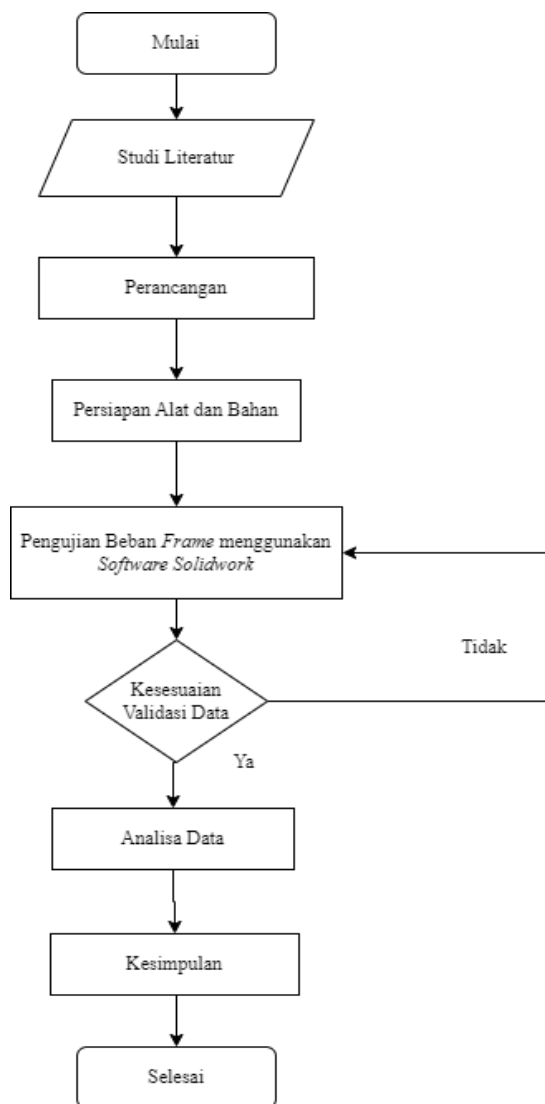 Mulai
Studi Literatur
Perancangan
Persiapan Alat dan Bahan
Pengujian Beban Frame menggunakan
Software Solidwork
Tidak
Kesesuaian
Validasi Data
Ya
Analisa Data
Kesimpulan
Selesai